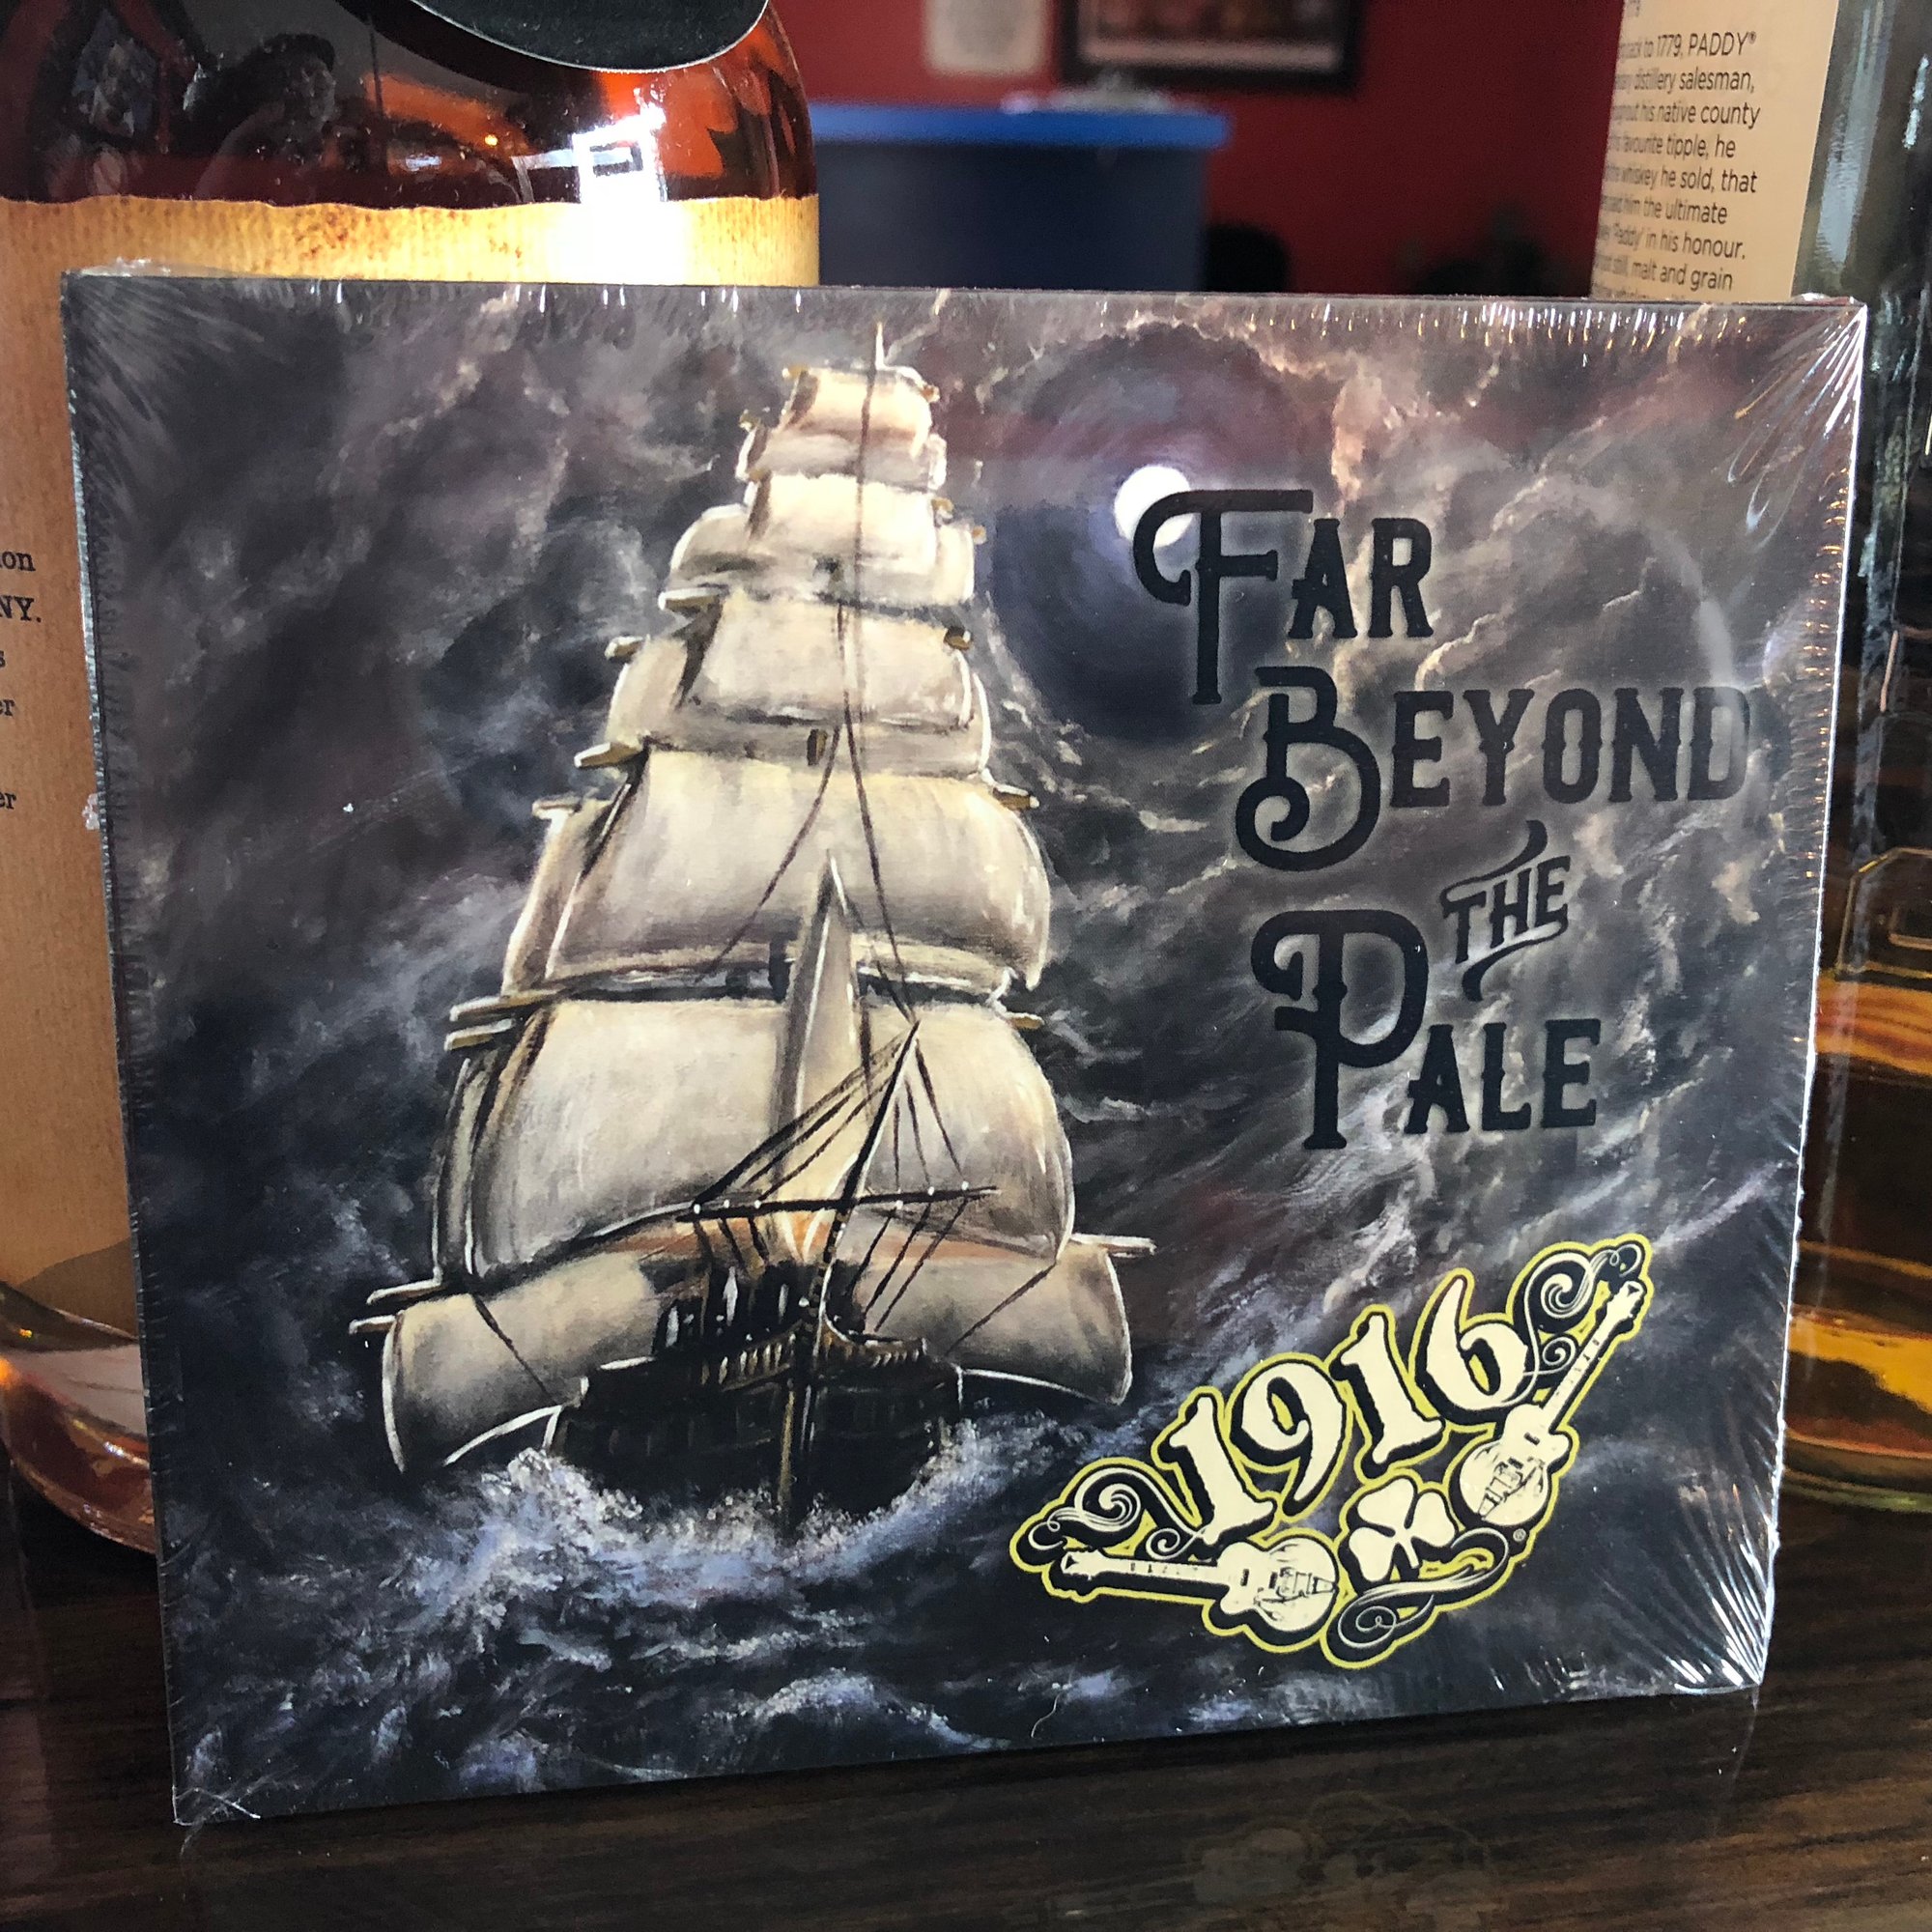 to 1779, PADDY®
distillery salesman,
his native county
favourite tipple, he
whiskey he sold, that
him the ultimate
'Paddy' in his honour.
still, malt and grain
NY.
FAR
BEYOND
THE
PALE
1916